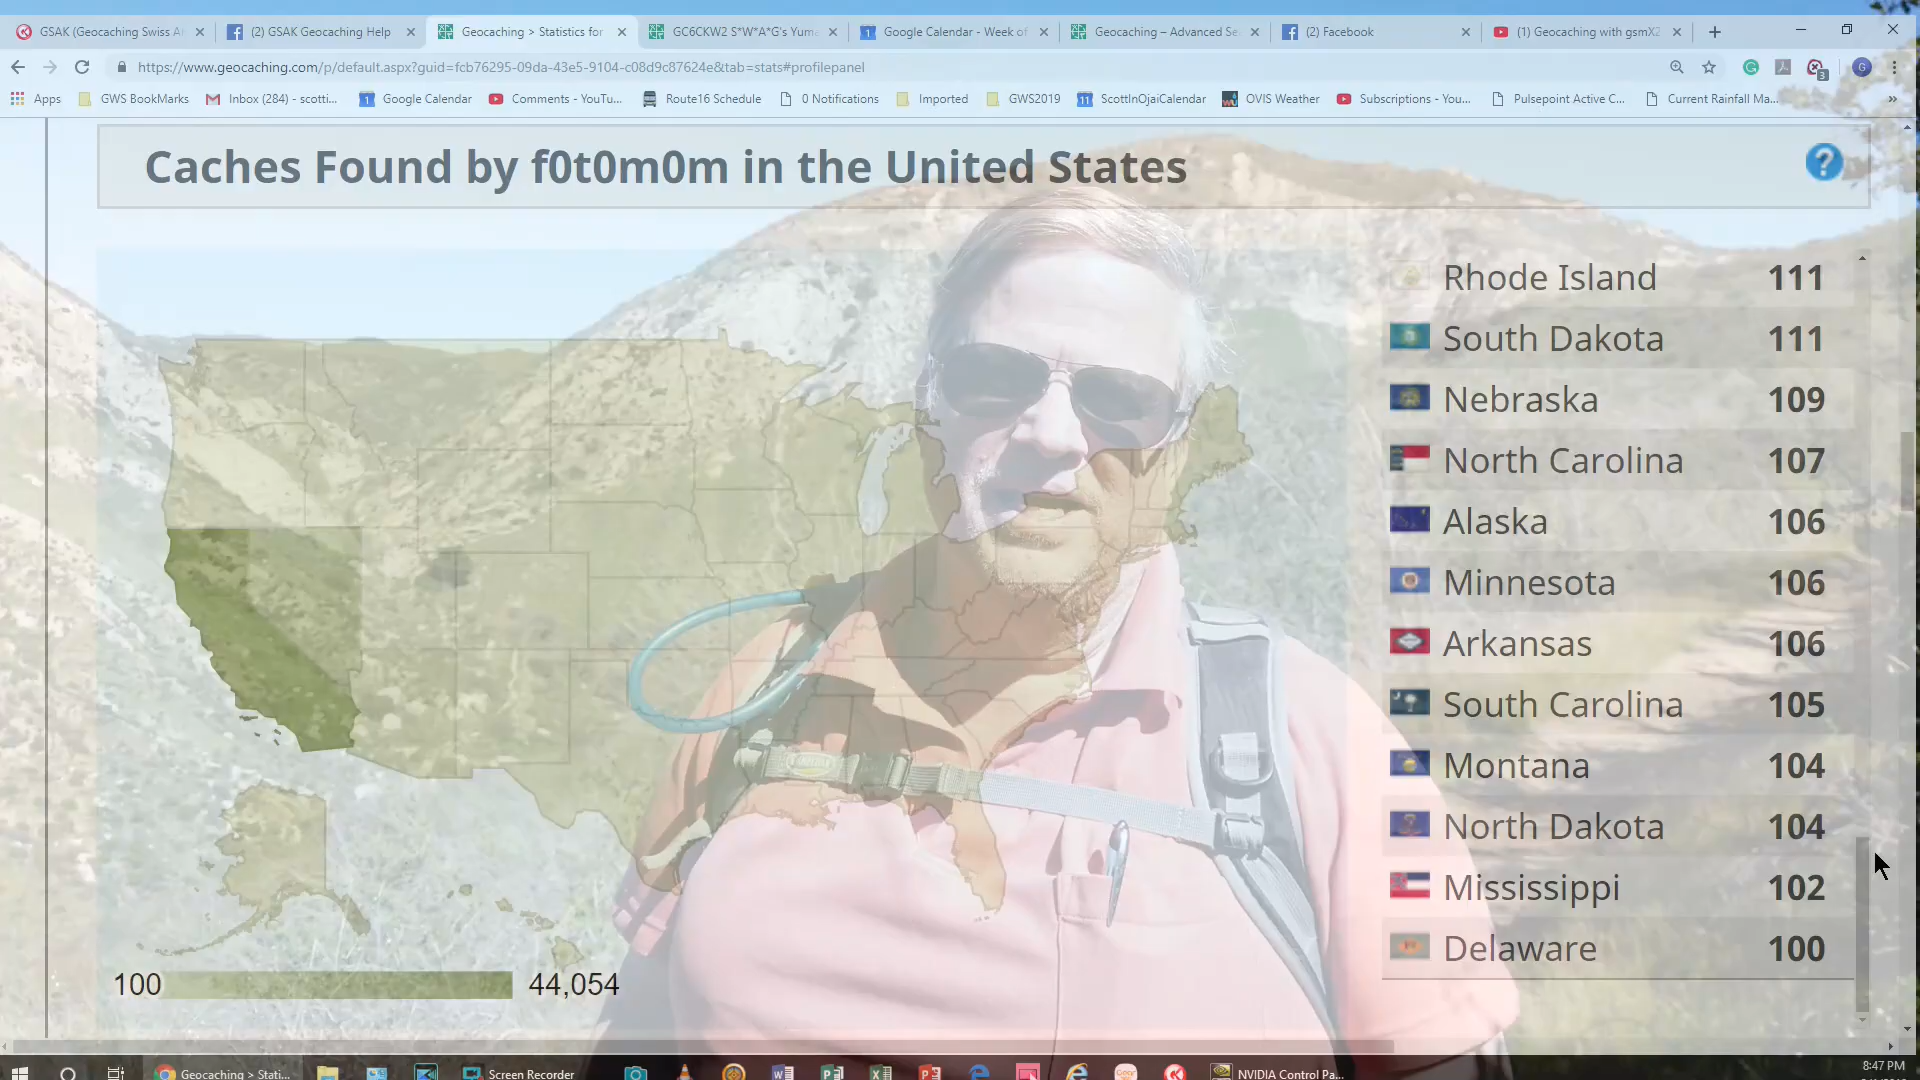 GSAK (Geocaching Swiss A
(2) GSAK Geocaching Help
Geocaching > Statistics for
GC6CKW2 S*W*A*G's Yuma
Google Calendar - Week of
Geocaching – Advanced Se
(2) Facebook
(1) Geocaching with gsmX2
https://www.geocaching.com/p/default.aspx?guid=fcb76295-09da-43e5-9104-c08d9c87624e&tab=stats#profilepanel
3
G
Apps
GWS BookMarks
Inbox (284) - scotti...
Google Calendar
Comments - YouTu...
Route16 Schedule
0 Notifications
Imported
GWS2019
ScottInOjaiCalendar
OVIS Weather
Subscriptions - You...
Pulsepoint Active C...
Current Rainfall Ma...
»
Caches Found by f0t0m0m in the United States
?
Rhode Island 111
South Dakota 111
Nebraska 109
North Carolina 107
Alaska 106
Minnesota 106
Arkansas 106
South Carolina 105
Montana 104
North Dakota 104
Mississippi 102
Delaware 100
100 44,054
Geocaching > Stati...
Screen Recorder
NVIDIA Control Pa...
8:47 PM